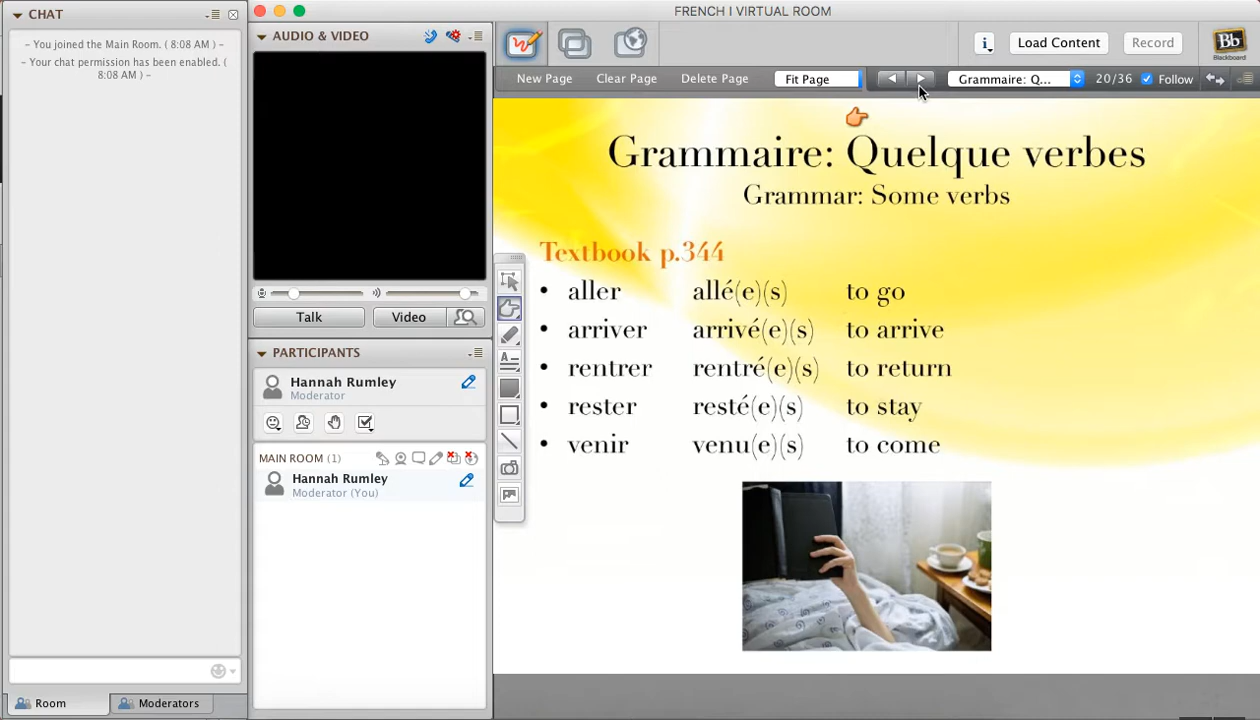 CHAT
– You joined the Main Room. ( 8:08 AM ) –
– Your chat permission has been enabled. (
8:08 AM ) –
Room
Moderators
AUDIO & VIDEO
Talk
Video
PARTICIPANTS
Hannah Rumley
Moderator
MAIN ROOM (1)
Hannah Rumley
Moderator (You)
FRENCH I VIRTUAL ROOM
i
Load Content
Record
Bb
Blackboard
New Page
Clear Page
Delete Page
Fit Page
Grammaire: Q...
20/36
Follow
Grammaire: Quelque verbes
Grammar: Some verbs
Textbook p.344
• aller allé(e)(s) to go
• arriver arrivé(e)(s) to arrive
• rentrer rentré(e)(s) to return
• rester resté(e)(s) to stay
• venir venu(e)(s) to come